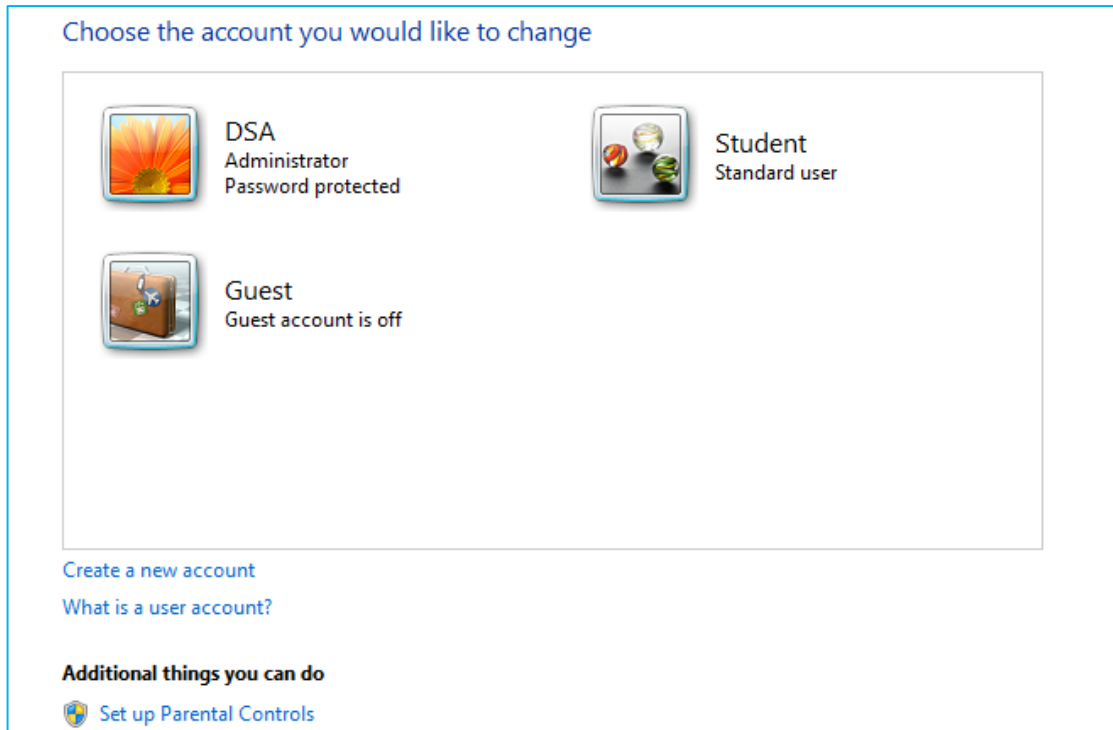 Choose the account you would like to change
DSA
Administrator
Password protected
Student
Standard user
Guest
Guest account is off
Create a new account
What is a user account?
Additional things you can do
Set up Parental Controls